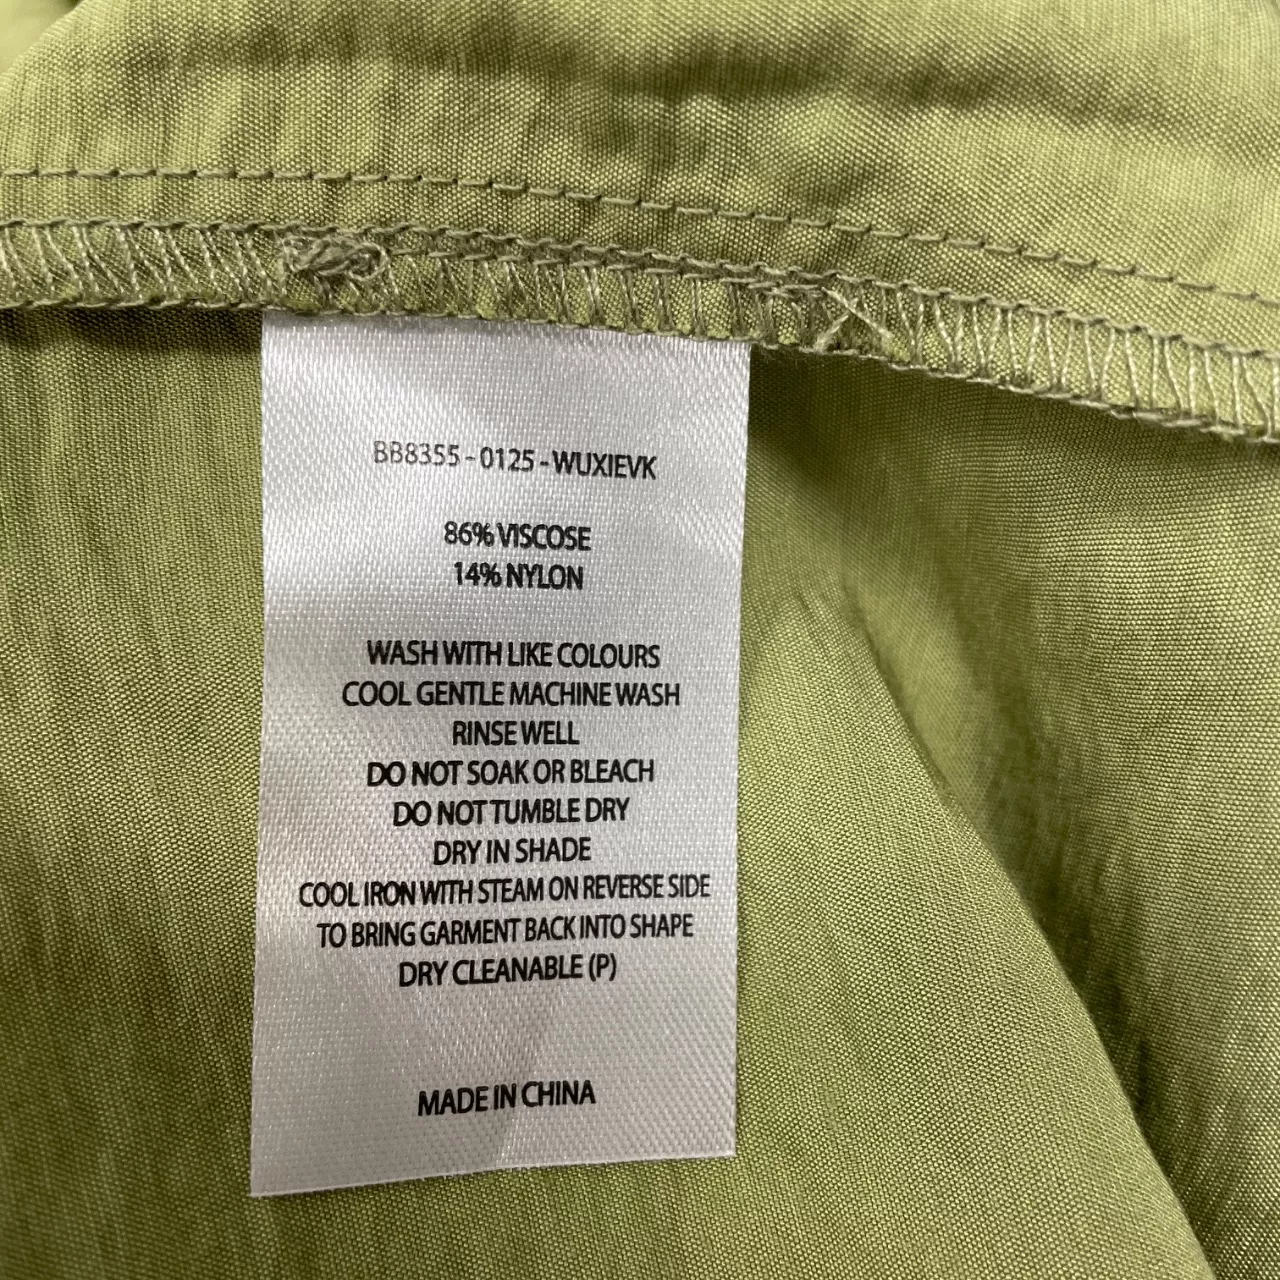 BB8355-0125-WUXIEVK
86% VISCOSE
14% NYLON
WASH WITH LIKE COLOURS
COOL GENTLE MACHINE WASH
RINSE WELL
DO NOT SOAK OR BLEACH
DO NOT TUMBLE DRY
DRY IN SHADE
COOL IRON WITH STEAM ON REVERSE SIDE
TO BRING GARMENT BACK INTO SHAPE
DRY CLEANABLE (P)
MADE IN CHINA